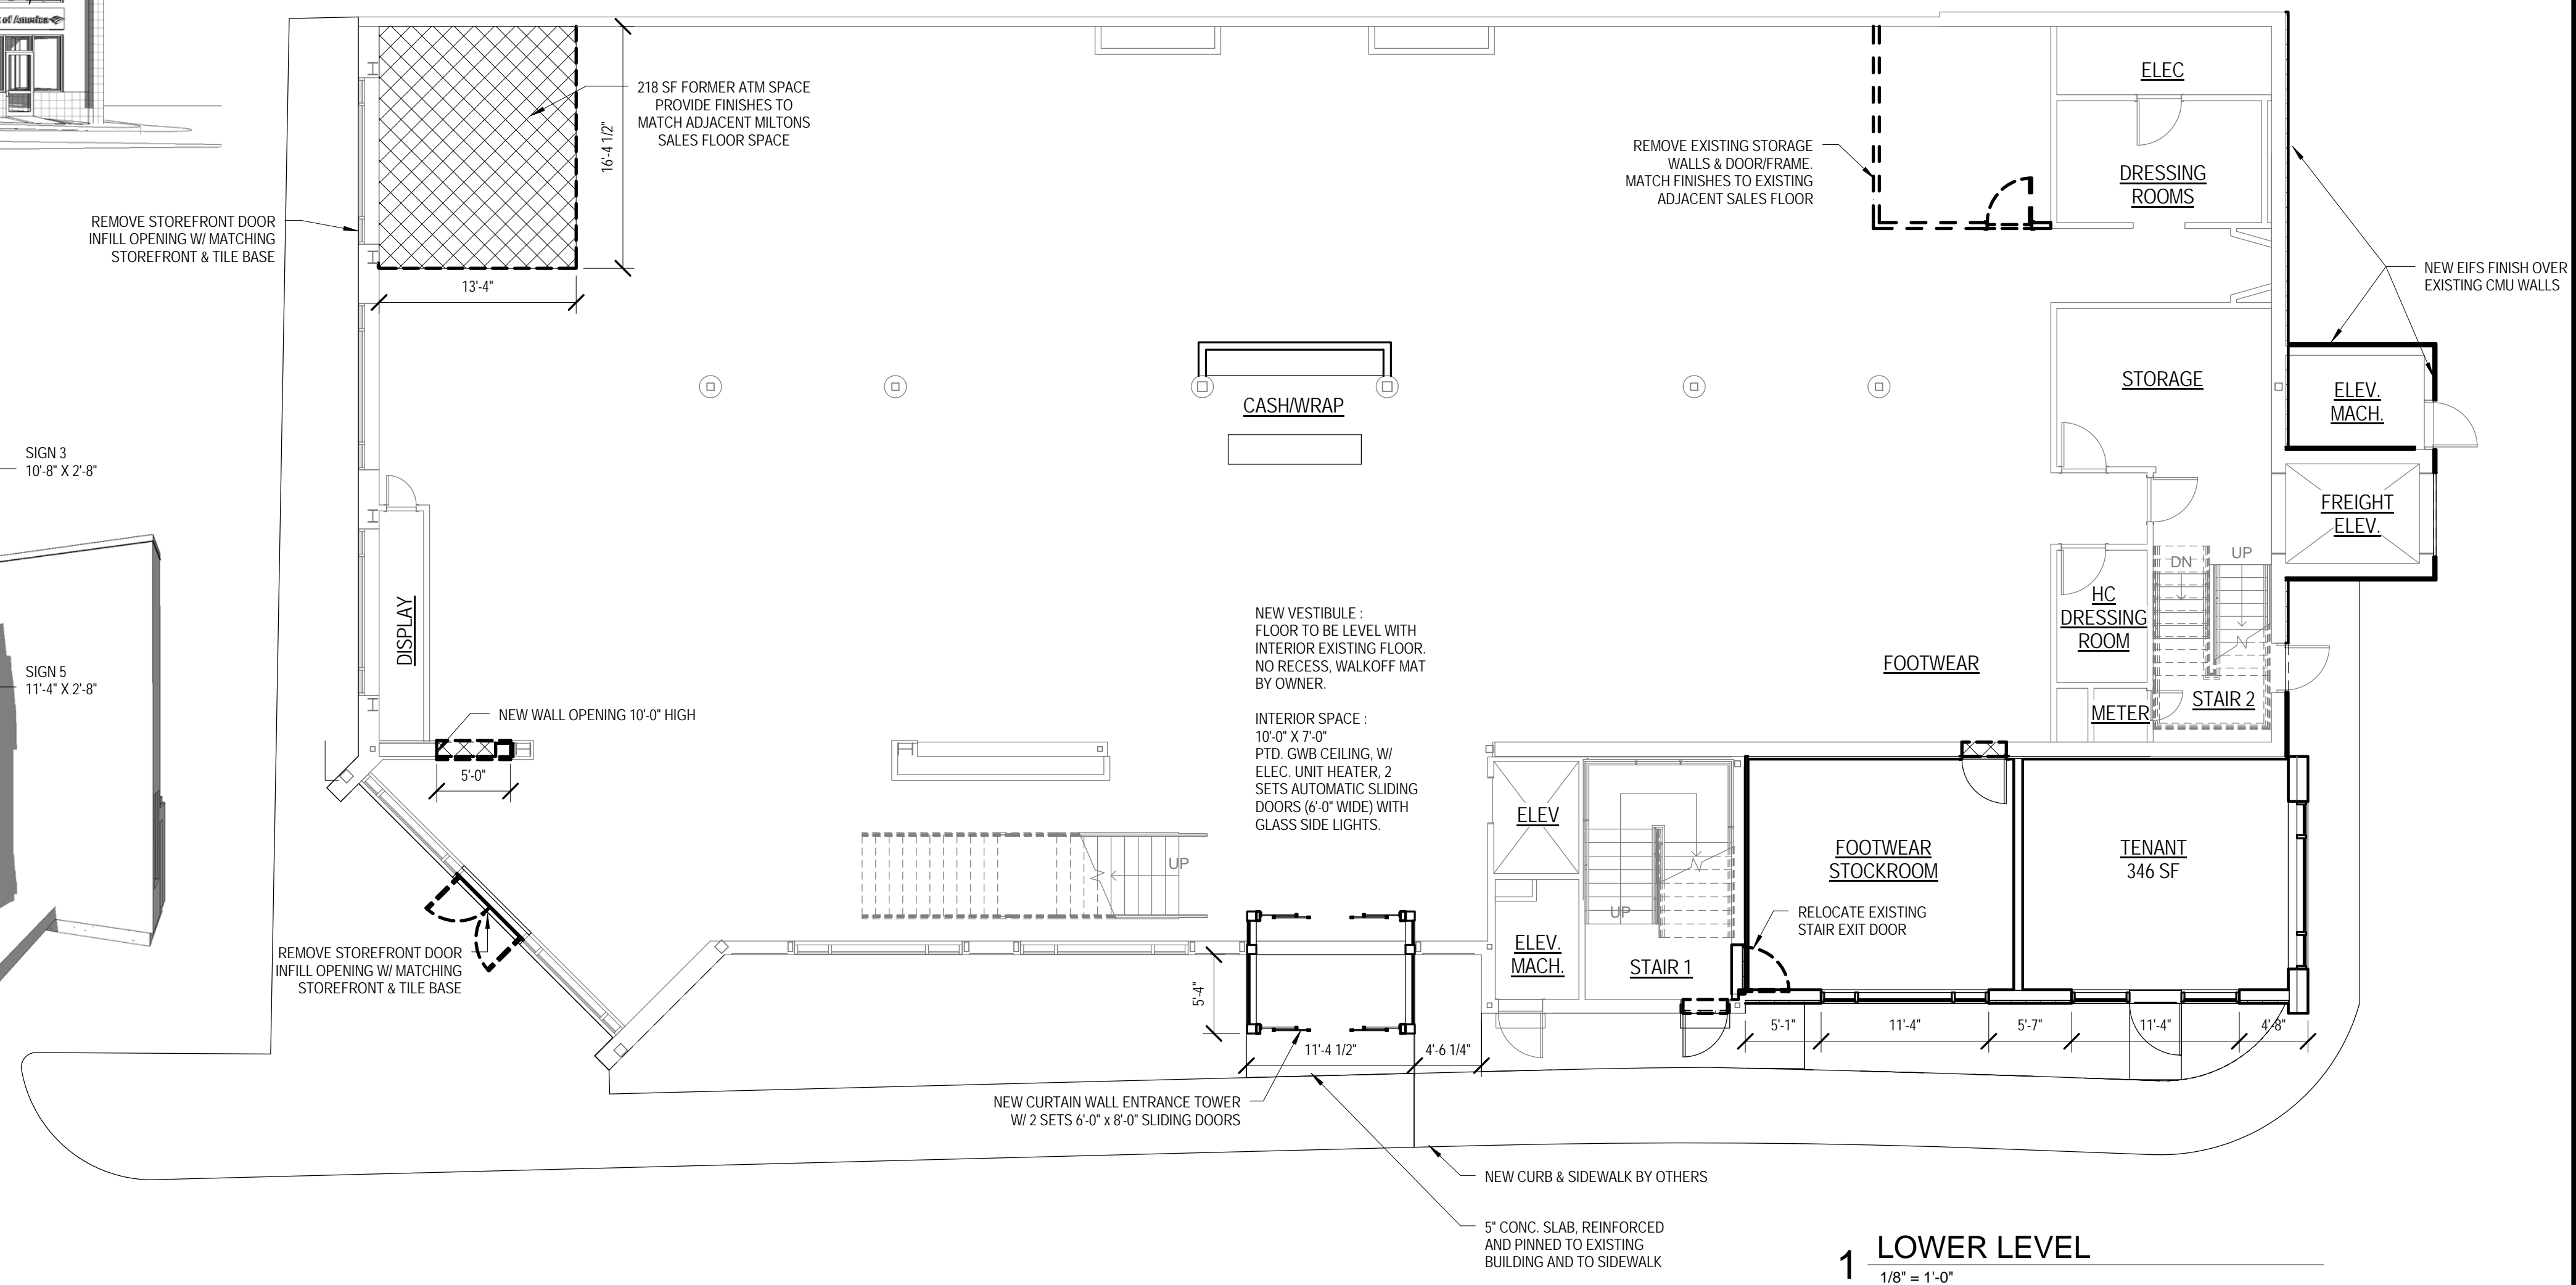 of America
218 SF FORMER ATM SPACE
PROVIDE FINISHES TO
MATCH ADJACENT MILTONS
SALES FLOOR SPACE
16'-4 1/2"
13'-4"
REMOVE STOREFRONT DOOR
INFILL OPENING W/ MATCHING
STOREFRONT & TILE BASE
REMOVE EXISTING STORAGE
WALLS & DOOR/FRAME.
MATCH FINISHES TO EXISTING
ADJACENT SALES FLOOR
ELEC
DRESSING
ROOMS
NEW EIFS FINISH OVER
EXISTING CMU WALLS
STORAGE
ELEV.
MACH.
CASH/WRAP
SIGN 3
10'-8" X 2'-8"
FREIGHT
ELEV.
DN
UP
HC
DRESSING
ROOM
DISPLAY
SIGN 5
11'-4" X 2'-8"
NEW VESTIBULE :
FLOOR TO BE LEVEL WITH
INTERIOR EXISTING FLOOR.
NO RECESS, WALKOFF MAT
BY OWNER.
INTERIOR SPACE :
10'-0" X 7'-0"
PTD. GWB CEILING, W/
ELEC. UNIT HEATER, 2
SETS AUTOMATIC SLIDING
DOORS (6'-0" WIDE) WITH
GLASS SIDE LIGHTS.
FOOTWEAR
STAIR 2
METER
NEW WALL OPENING 10'-0" HIGH
5'-0"
ELEV
UP
UP
FOOTWEAR
STOCKROOM
TENANT
346 SF
RELOCATE EXISTING
STAIR EXIT DOOR
ELEV.
MACH.
STAIR 1
REMOVE STOREFRONT DOOR
INFILL OPENING W/ MATCHING
STOREFRONT & TILE BASE
5'-4"
11'-4 1/2"
4'-6 1/4"
5'-1"
11'-4"
5'-7"
11'-4"
4'-8"
NEW CURTAIN WALL ENTRANCE TOWER
W/ 2 SETS 6'-0" x 8'-0" SLIDING DOORS
NEW CURB & SIDEWALK BY OTHERS
5" CONC. SLAB, REINFORCED
AND PINNED TO EXISTING
BUILDING AND TO SIDEWALK
1 LOWER LEVEL
1/8" = 1'-0"